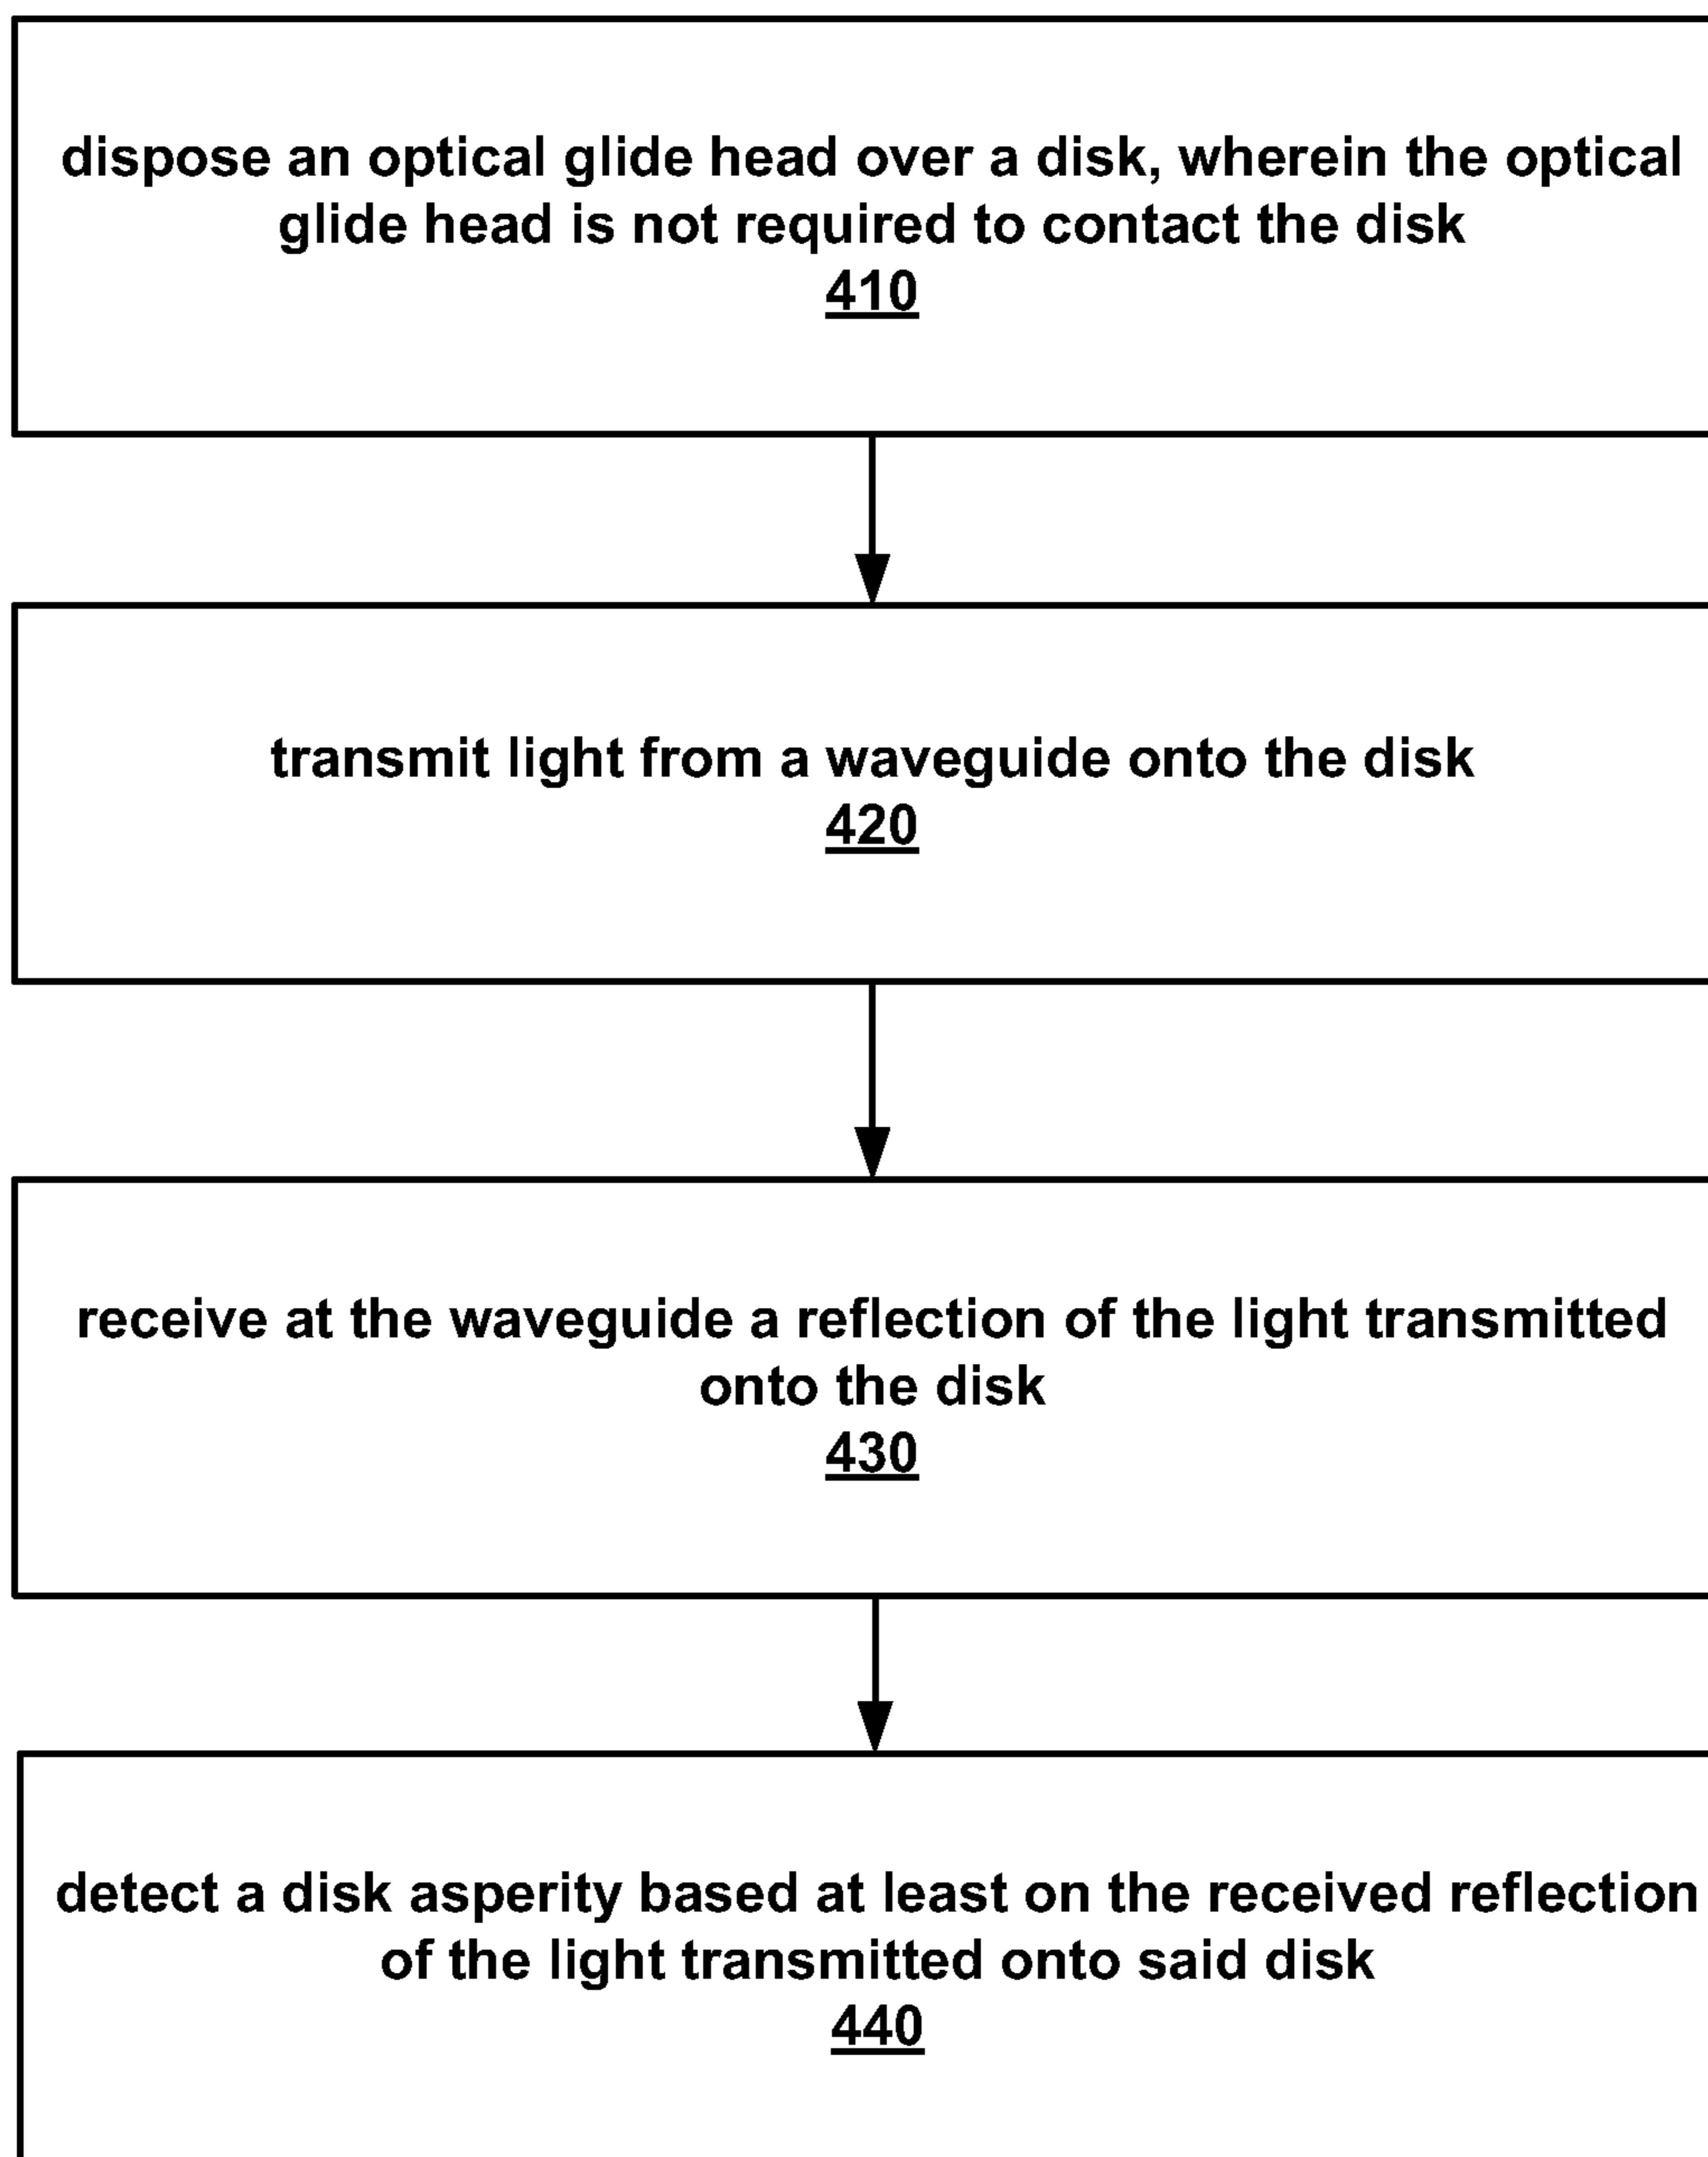 dispose an optical glide head over a disk, wherein the optical
glide head is not required to contact the disk
410
transmit light from a waveguide onto the disk
420
receive at the waveguide a reflection of the light transmitted
onto the disk
430
detect a disk asperity based at least on the received reflection
of the light transmitted onto said disk
440